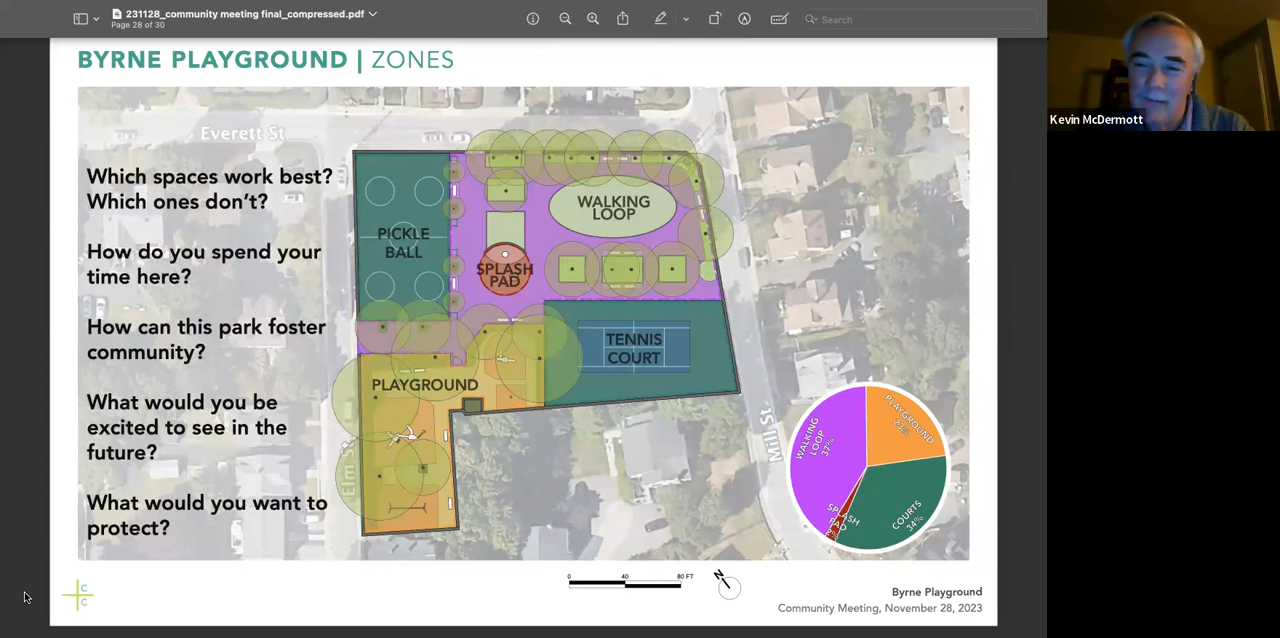 231128_community meeting final_compressed.pdf
Page 28 of 30
Search
Kevin McDermott
BYRNE PLAYGROUND | ZONES
Everett St
Which spaces work best?
Which ones don't?
How do you spend your
time here?
How can this park foster
community?
What would you be
excited to see in the
future?
What would you want to
protect?
PICKLE
BALL
SPLASH
PAD
WALKING
LOOP
TENNIS
COURT
PLAYGROUND
Elm St
Mill St
WALKING
LOOP
37%
PLAYGROUND
23%
COURTS
34%
SPLASH
PAD
C
C
0 40 80 FT
N
Byrne Playground
Community Meeting, November 28, 2023